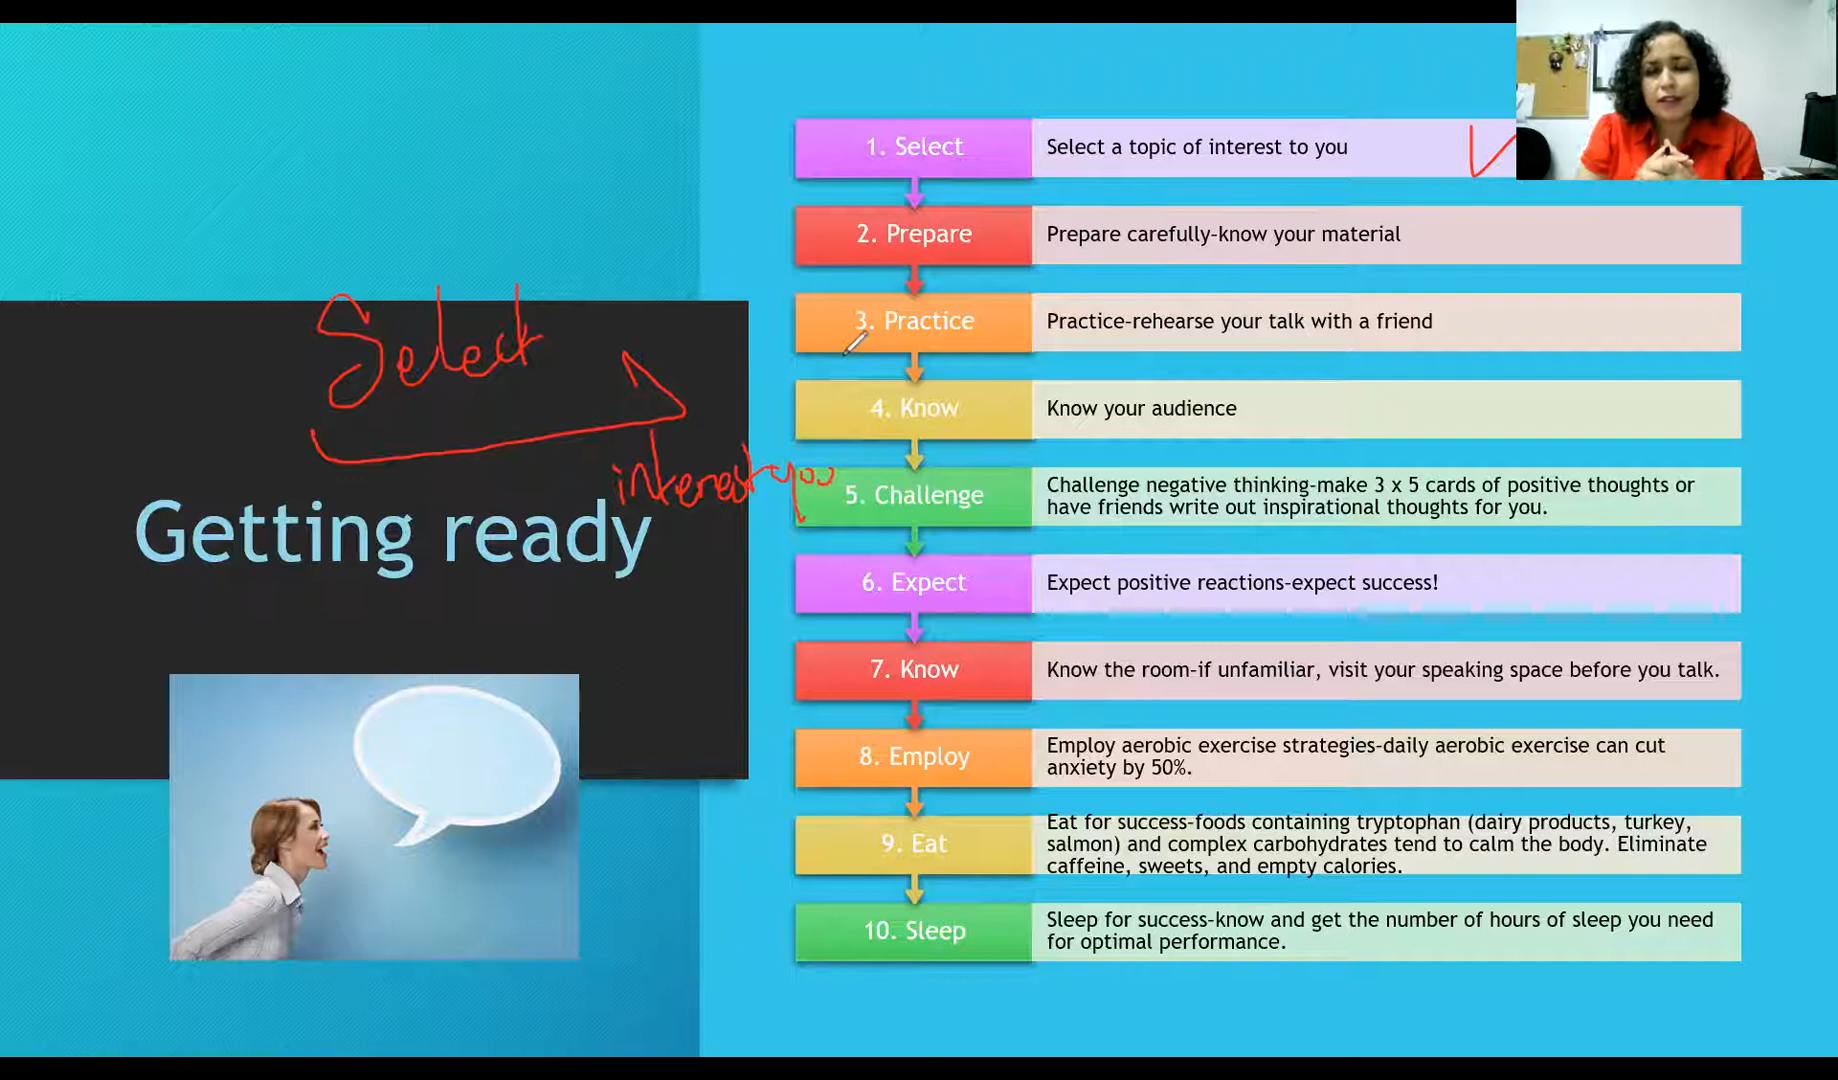 Select
interest you
Getting ready
1. Select
Select a topic of interest to you
2. Prepare
Prepare carefully-know your material
3. Practice
Practice-rehearse your talk with a friend
4. Know
Know your audience
5. Challenge
Challenge negative thinking-make 3 x 5 cards of positive thoughts or
have friends write out inspirational thoughts for you.
6. Expect
Expect positive reactions-expect success!
7. Know
Know the room-if unfamiliar, visit your speaking space before you talk.
8. Employ
Employ aerobic exercise strategies-daily aerobic exercise can cut
anxiety by 50%.
9. Eat
Eat for success-foods containing tryptophan (dairy products, turkey,
salmon) and complex carbohydrates tend to calm the body. Eliminate
caffeine, sweets, and empty calories.
10. Sleep
Sleep for success-know and get the number of hours of sleep you need
for optimal performance.